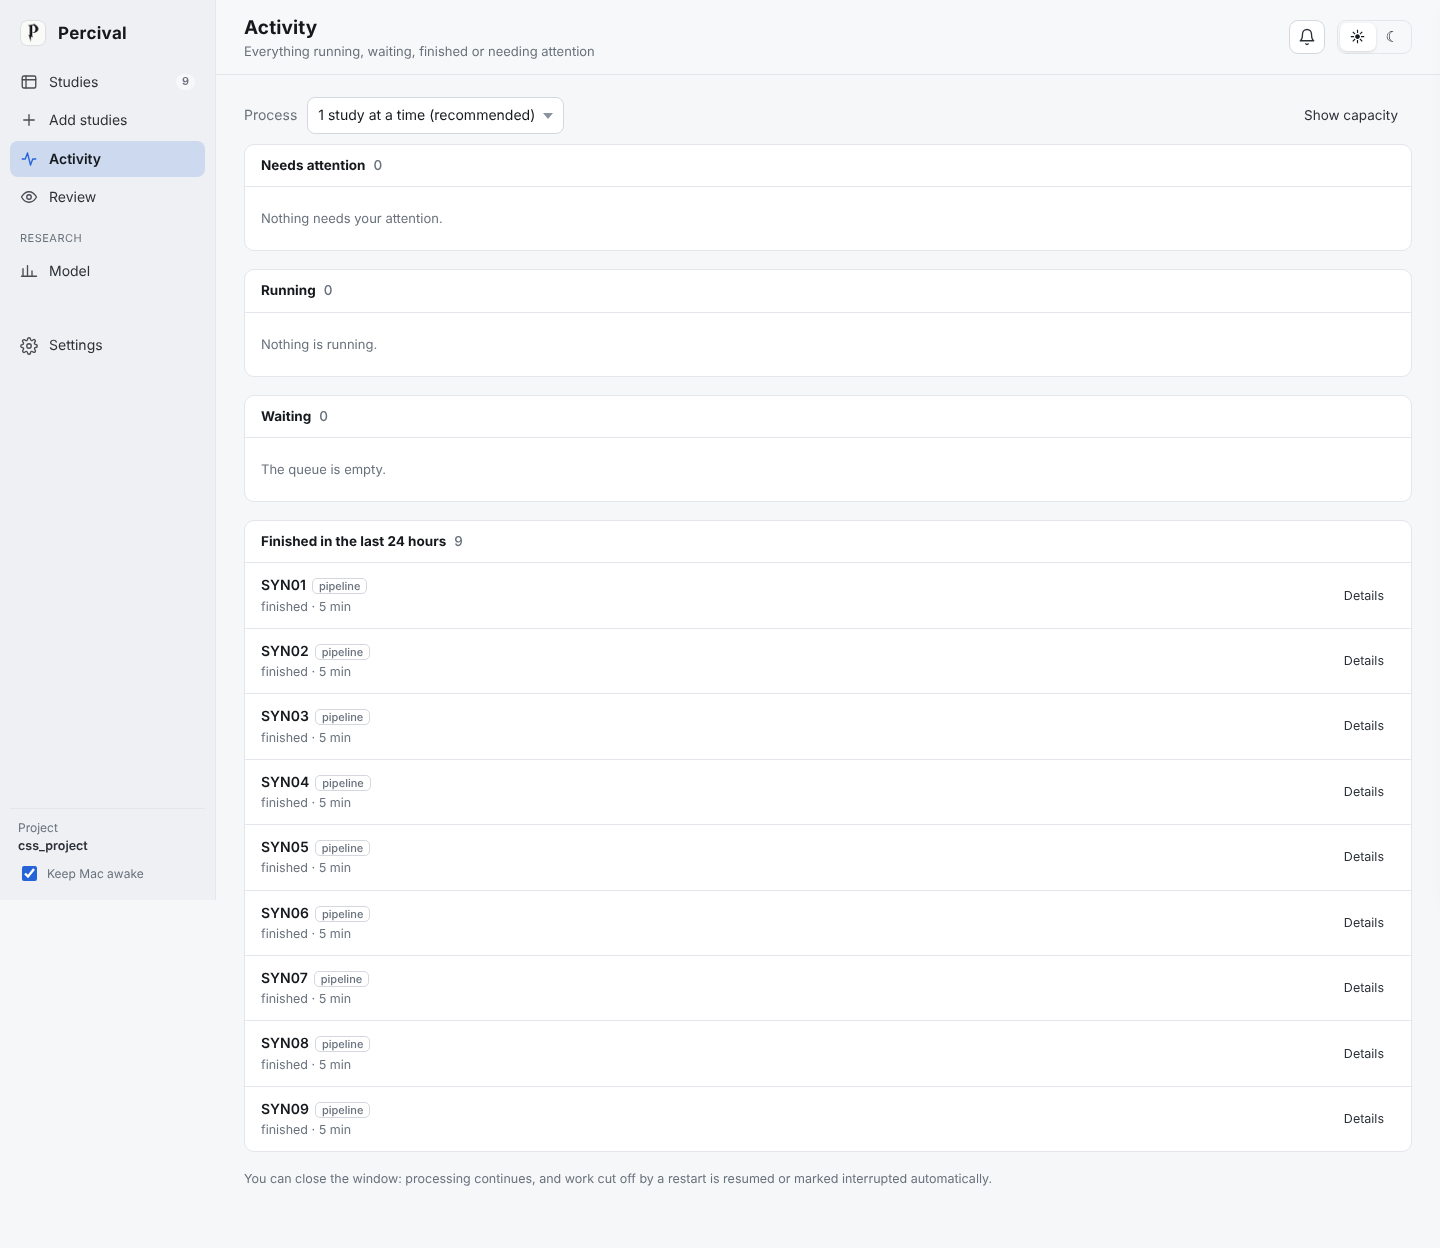 Percival
Studies 9
Add studies
Activity
Review
RESEARCH
Model
Settings
Project
css_project
Keep Mac awake
Activity
Everything running, waiting, finished or needing attention
Process 1 study at a time (recommended)
Show capacity
Needs attention 0
Nothing needs your attention.
Running 0
Nothing is running.
Waiting 0
The queue is empty.
Finished in the last 24 hours 9
SYN01 pipeline
finished · 5 min
Details
SYN02 pipeline
finished · 5 min
Details
SYN03 pipeline
finished · 5 min
Details
SYN04 pipeline
finished · 5 min
Details
SYN05 pipeline
finished · 5 min
Details
SYN06 pipeline
finished · 5 min
Details
SYN07 pipeline
finished · 5 min
Details
SYN08 pipeline
finished · 5 min
Details
SYN09 pipeline
finished · 5 min
Details
You can close the window: processing continues, and work cut off by a restart is resumed or marked interrupted automatically.